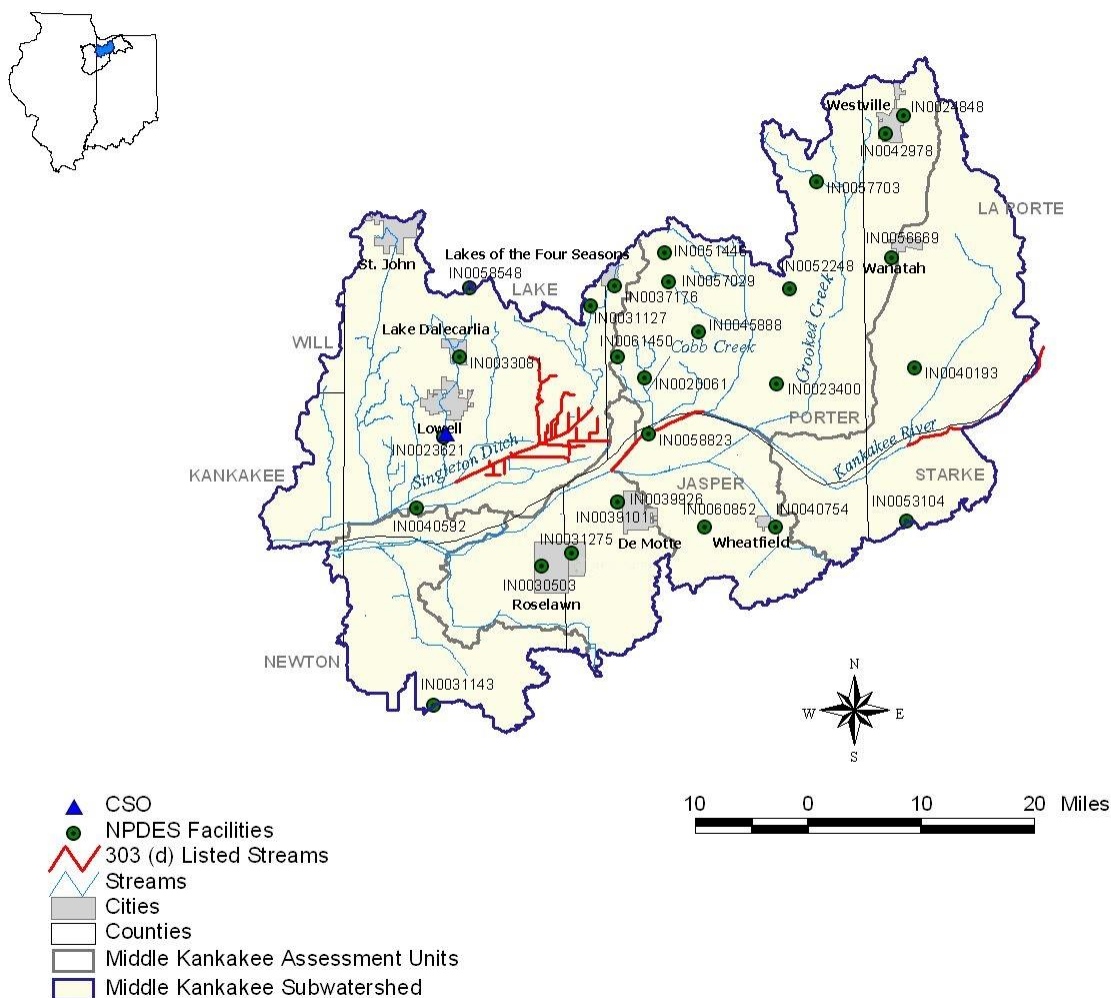 Westville
IN0024848
IN0042978
IN0057703
LA PORTE
IN0056669
Wanatah
St. John
Lakes of the Four Seasons
IN0058548
LAKE
IN0051446
IN0057029
IN0052248
IN0037176
IN0031127
IN0045888
Crooked Creek
WILL
Lake Dalecarlia
IN0033081
IN0061450
Cobb Creek
IN0020061
IN0023400
IN0040193
PORTER
Lowell
IN0023621
Singleton Ditch
IN0058823
Kankakee River
KANKAKEE
JASPER
STARKE
IN0040592
IN0039926
IN0039101
IN0060852
IN0040754
IN0053104
De Motte
Wheatfield
IN0031275
IN0030503
Roselawn
NEWTON
IN0031143
N
W
E
S
10 0 10 20 Miles
CSO
NPDES Facilities
303 (d) Listed Streams
Streams
Cities
Counties
Middle Kankakee Assessment Units
Middle Kankakee Subwatershed